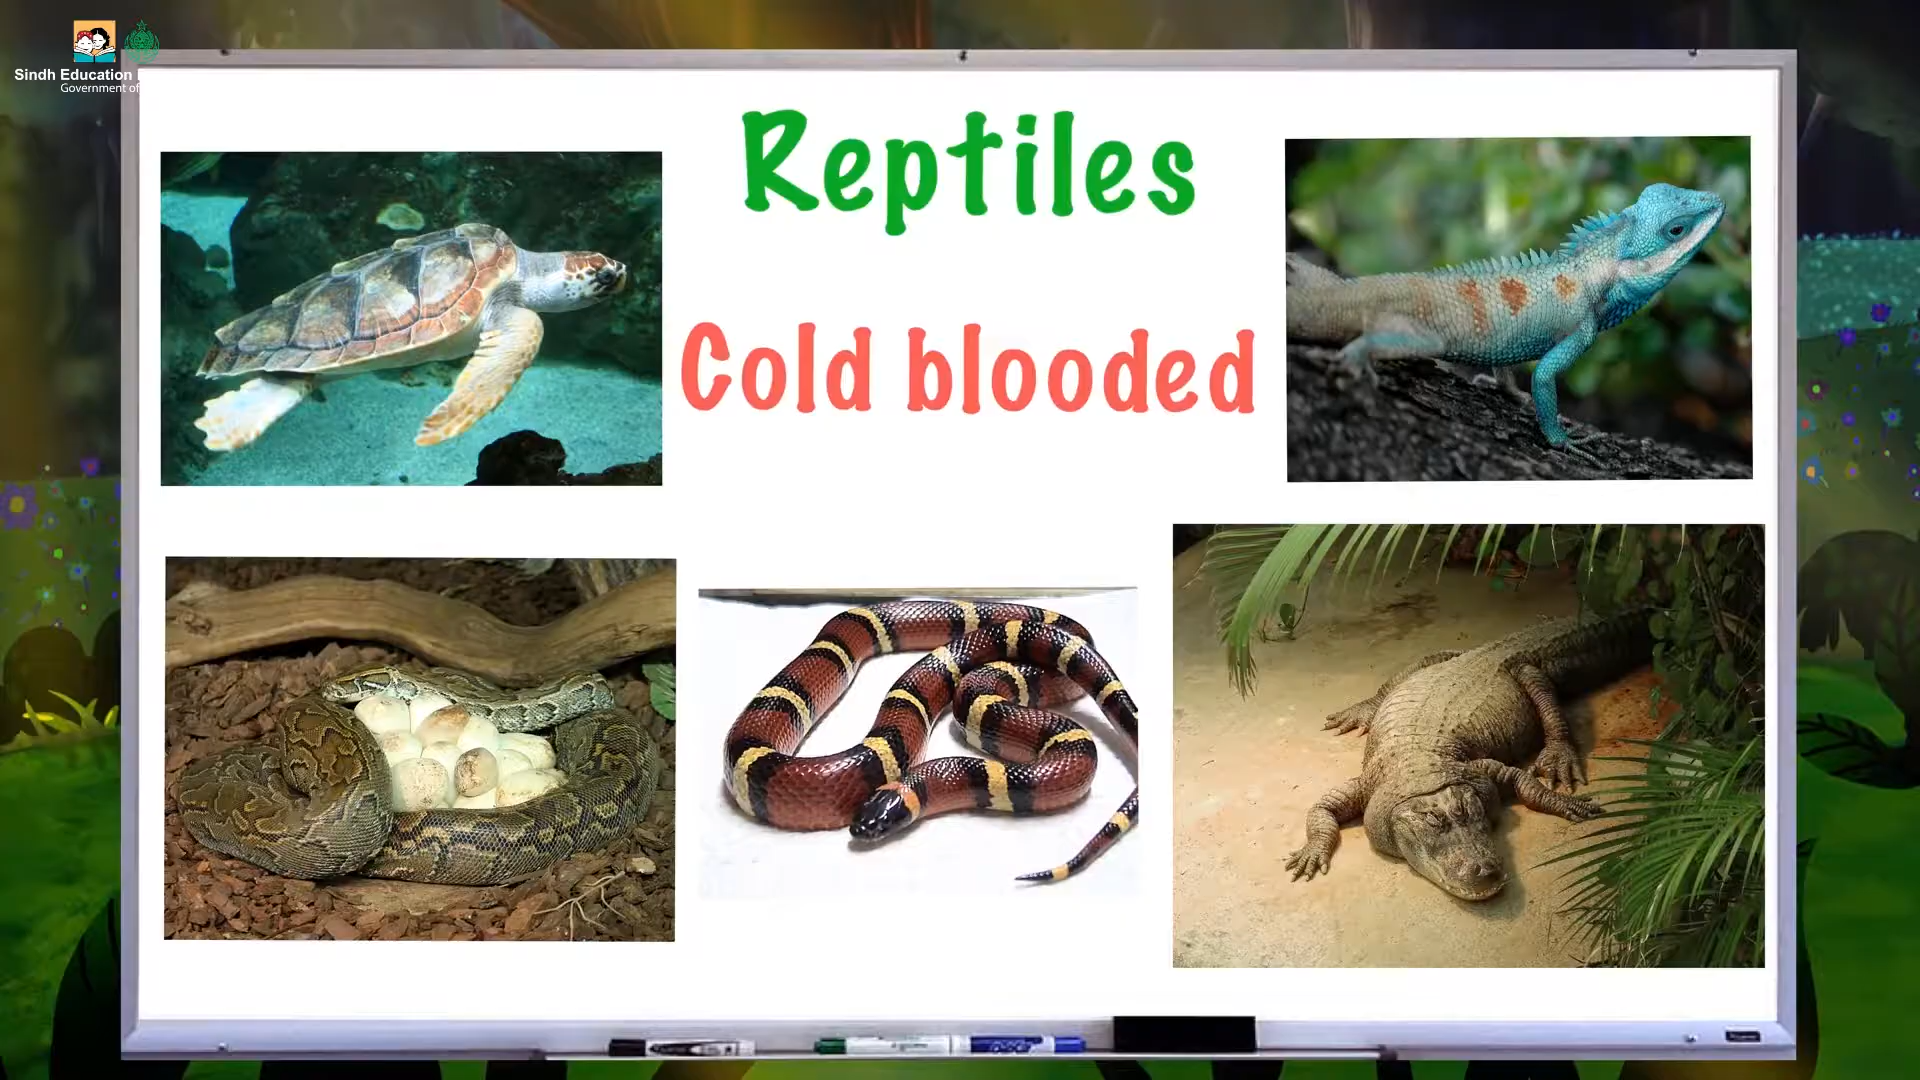 Sindh Education
Government of
Reptiles
Cold blooded